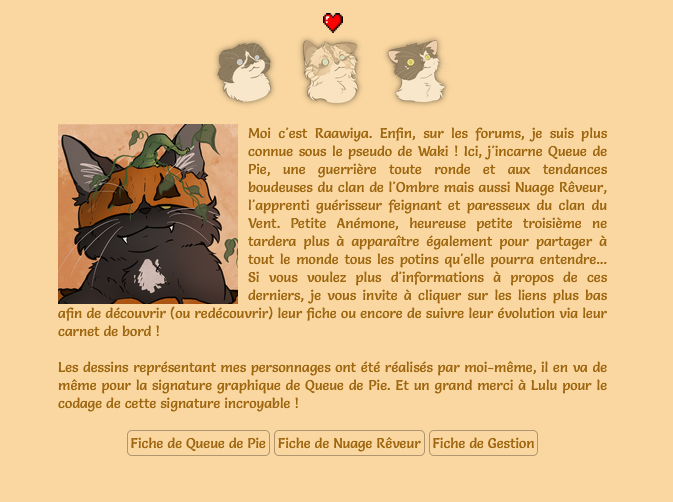 Moi c'est Raawiya. Enfin, sur les forums, je suis plus
connue sous le pseudo de Waki ! Ici, j'incarne Queue de
Pie, une guerrière toute ronde et aux tendances
boudeuses du clan de l'Ombre mais aussi Nuage Rêveur,
l'apprenti guérisseur feignant et paresseux du clan du
Vent. Petite Anémone, heureuse petite troisième ne
tardera plus à apparaître également pour partager à
tout le monde tous les potins qu'elle pourra entendre...
Si vous voulez plus d'informations à propos de ces
derniers, je vous invite à cliquer sur les liens plus bas
afin de découvrir (ou redécouvrir) leur fiche ou encore de suivre leur évolution via leur
carnet de bord !
Les dessins représentant mes personnages ont été réalisés par moi-même, il en va de
même pour la signature graphique de Queue de Pie. Et un grand merci à Lulu pour le
codage de cette signature incroyable !
Fiche de Queue de Pie Fiche de Nuage Rêveur Fiche de Gestion